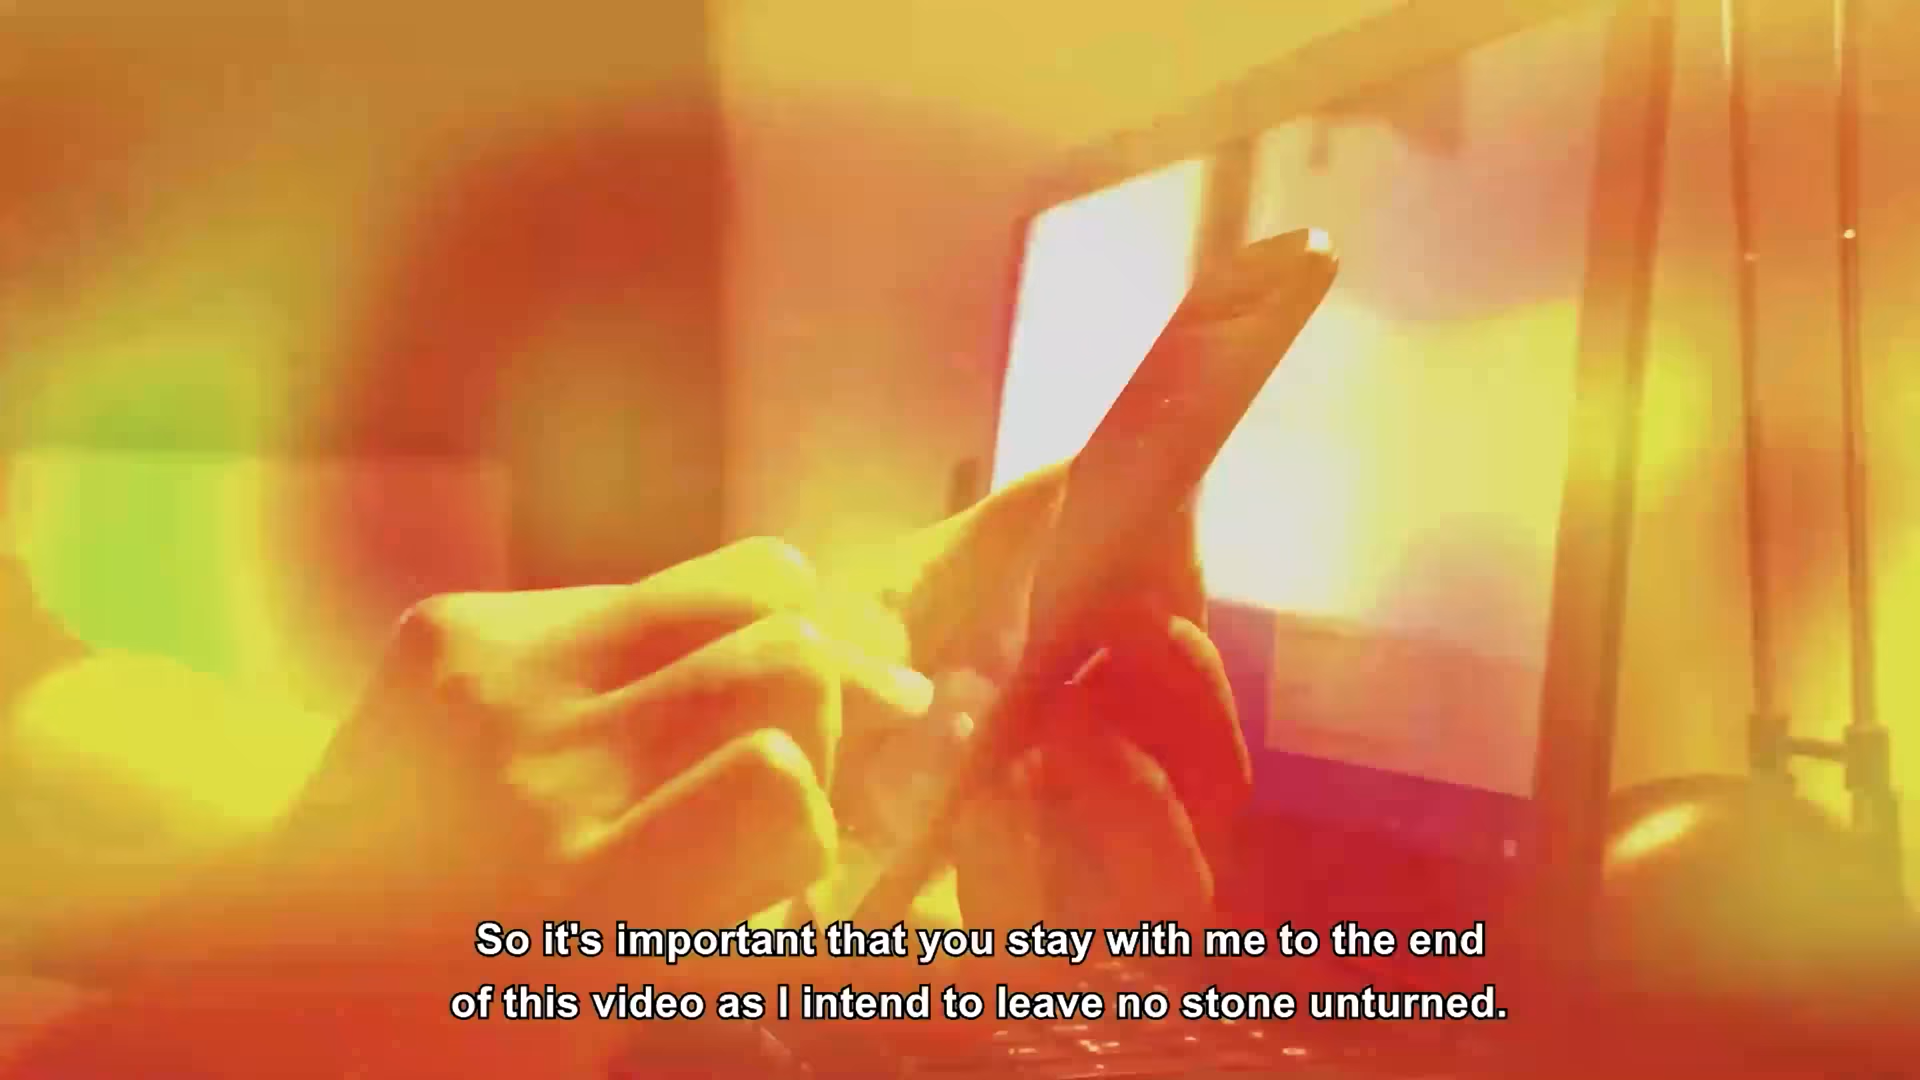 So it's important that you stay with me to the end
of this video as I intend to leave no stone unturned.